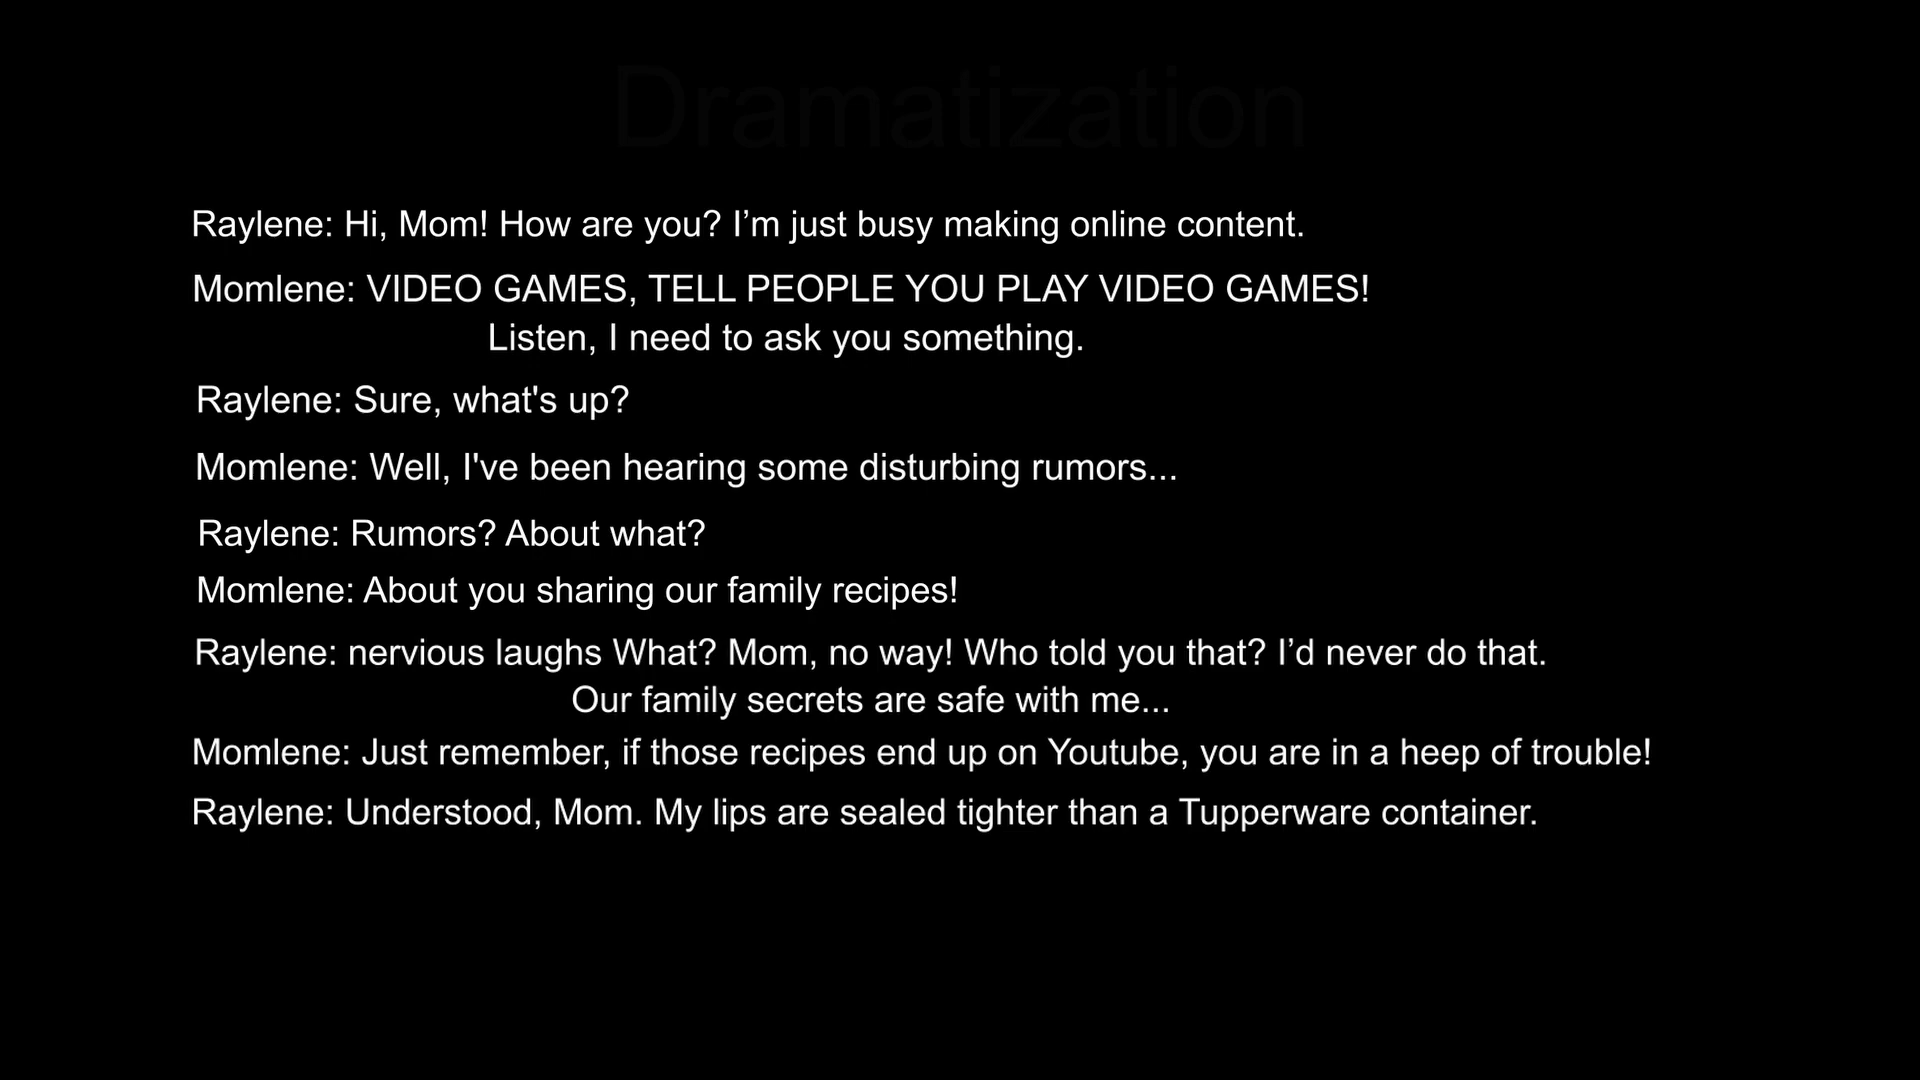 Dramatization
Raylene: Hi, Mom! How are you? I’m just busy making online content.
Momlene: VIDEO GAMES, TELL PEOPLE YOU PLAY VIDEO GAMES!
Listen, I need to ask you something.
Raylene: Sure, what's up?
Momlene: Well, I've been hearing some disturbing rumors...
Raylene: Rumors? About what?
Momlene: About you sharing our family recipes!
Raylene: nervious laughs What? Mom, no way! Who told you that? I’d never do that.
Our family secrets are safe with me...
Momlene: Just remember, if those recipes end up on Youtube, you are in a heep of trouble!
Raylene: Understood, Mom. My lips are sealed tighter than a Tupperware container.